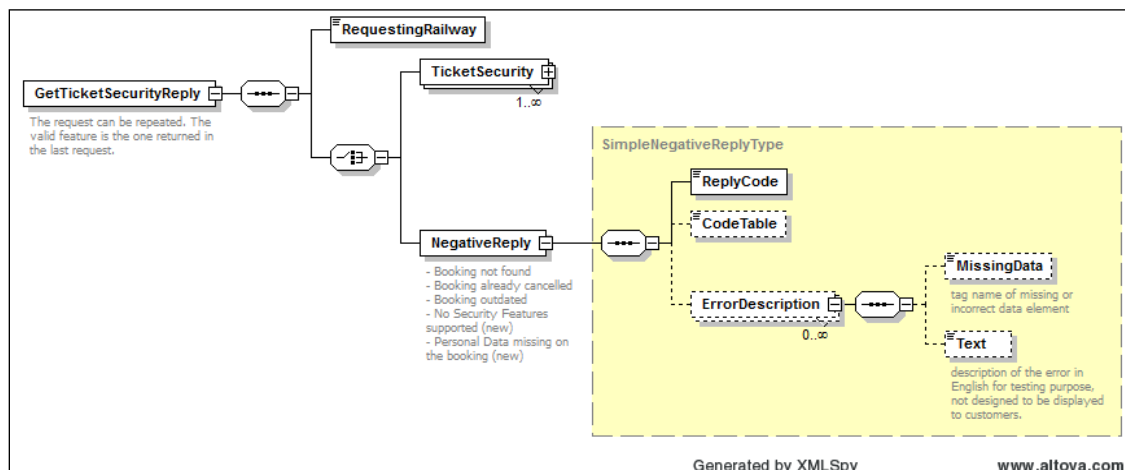 RequestingRailway
TicketSecurity
1..∞
GetTicketSecurityReply
The request can be repeated. The
valid feature is the one returned in
the last request.
SimpleNegativeReplyType
ReplyCode
CodeTable
NegativeReply
- Booking not found
- Booking already cancelled
- Booking outdated
- No Security Features
supported (new)
- Personal Data missing on
the booking (new)
ErrorDescription
0..∞
MissingData
tag name of missing or
incorrect data element
Text
description of the error in
English for testing purpose,
not designed to be displayed
to customers.
Generated by XMLSpy
www.altova.com